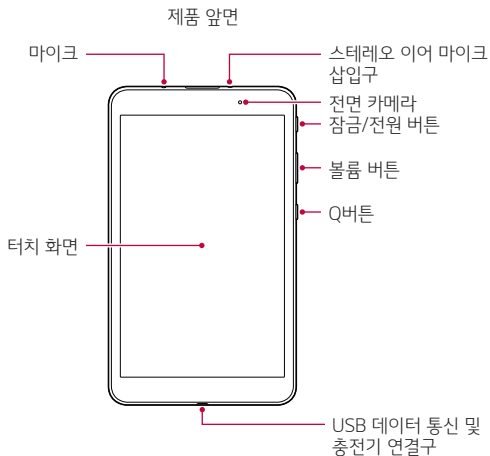 제품 앞면
마이크
스테레오 이어 마이크
삽입구
전면 카메라
잠금/전원 버튼
볼륨 버튼
Q버튼
터치 화면
USB 데이터 통신 및
충전기 연결구